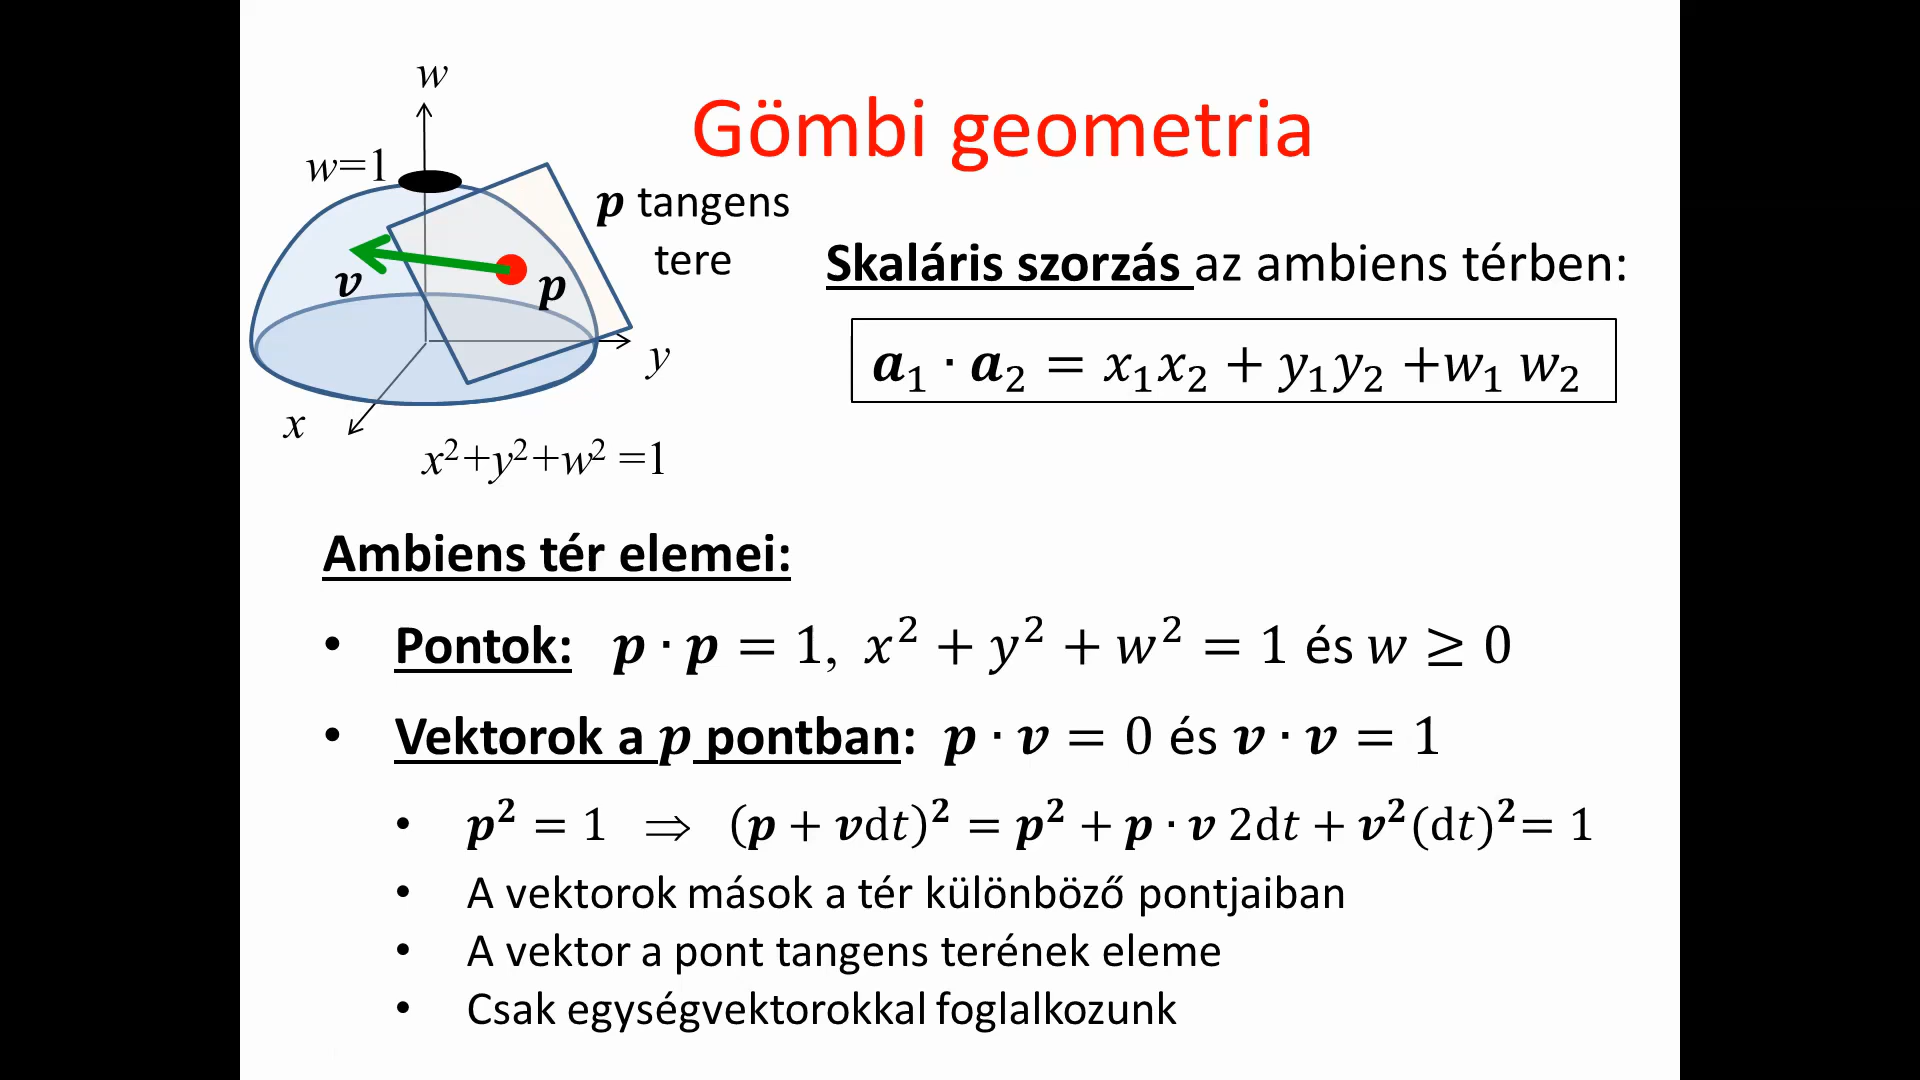 Gömbi geometria
w
w=1
p tangens
tere
v
p
y
x
x²+y²+w² =1
Skaláris szorzás az ambiens térben:
a₁ · a₂ = x₁x₂ + y₁y₂ +w₁ w₂
Ambiens tér elemei:
• Pontok: p · p = 1, x² + y² + w² = 1 és w ≥ 0
• Vektorok a p pontban: p · v = 0 és v · v = 1
• p² = 1 ⇒ (p + vdt)² = p² + p · v 2dt + v²(dt)²= 1
• A vektorok mások a tér különböző pontjaiban
• A vektor a pont tangens terének eleme
• Csak egységvektorokkal foglalkozunk